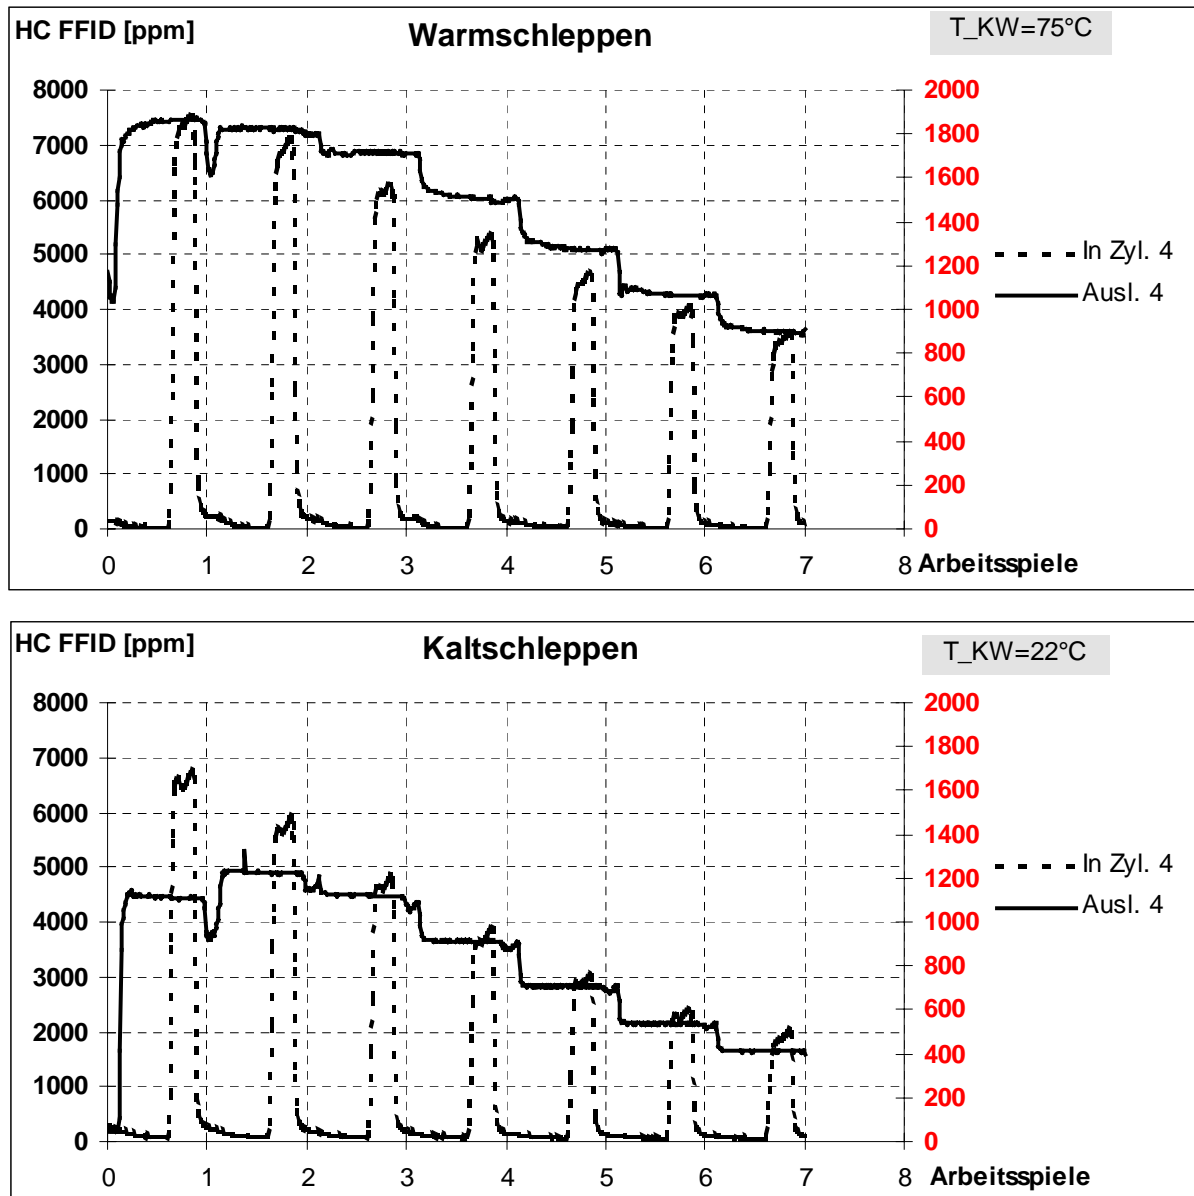 HC FFID [ppm] Warmschleppen T_KW=75°C
8000 2000
7000 1800
6000 1600
5000 1400
4000 1200
3000 1000
2000 800
1000 600
0 400
200
0
In Zyl. 4
Ausl. 4
0 1 2 3 4 5 6 7 8 Arbeitsspiele
HC FFID [ppm] Kaltschleppen T_KW=22°C
8000 2000
7000 1800
6000 1600
5000 1400
4000 1200
3000 1000
2000 800
1000 600
0 400
200
0
In Zyl. 4
Ausl. 4
0 1 2 3 4 5 6 7 8 Arbeitsspiele